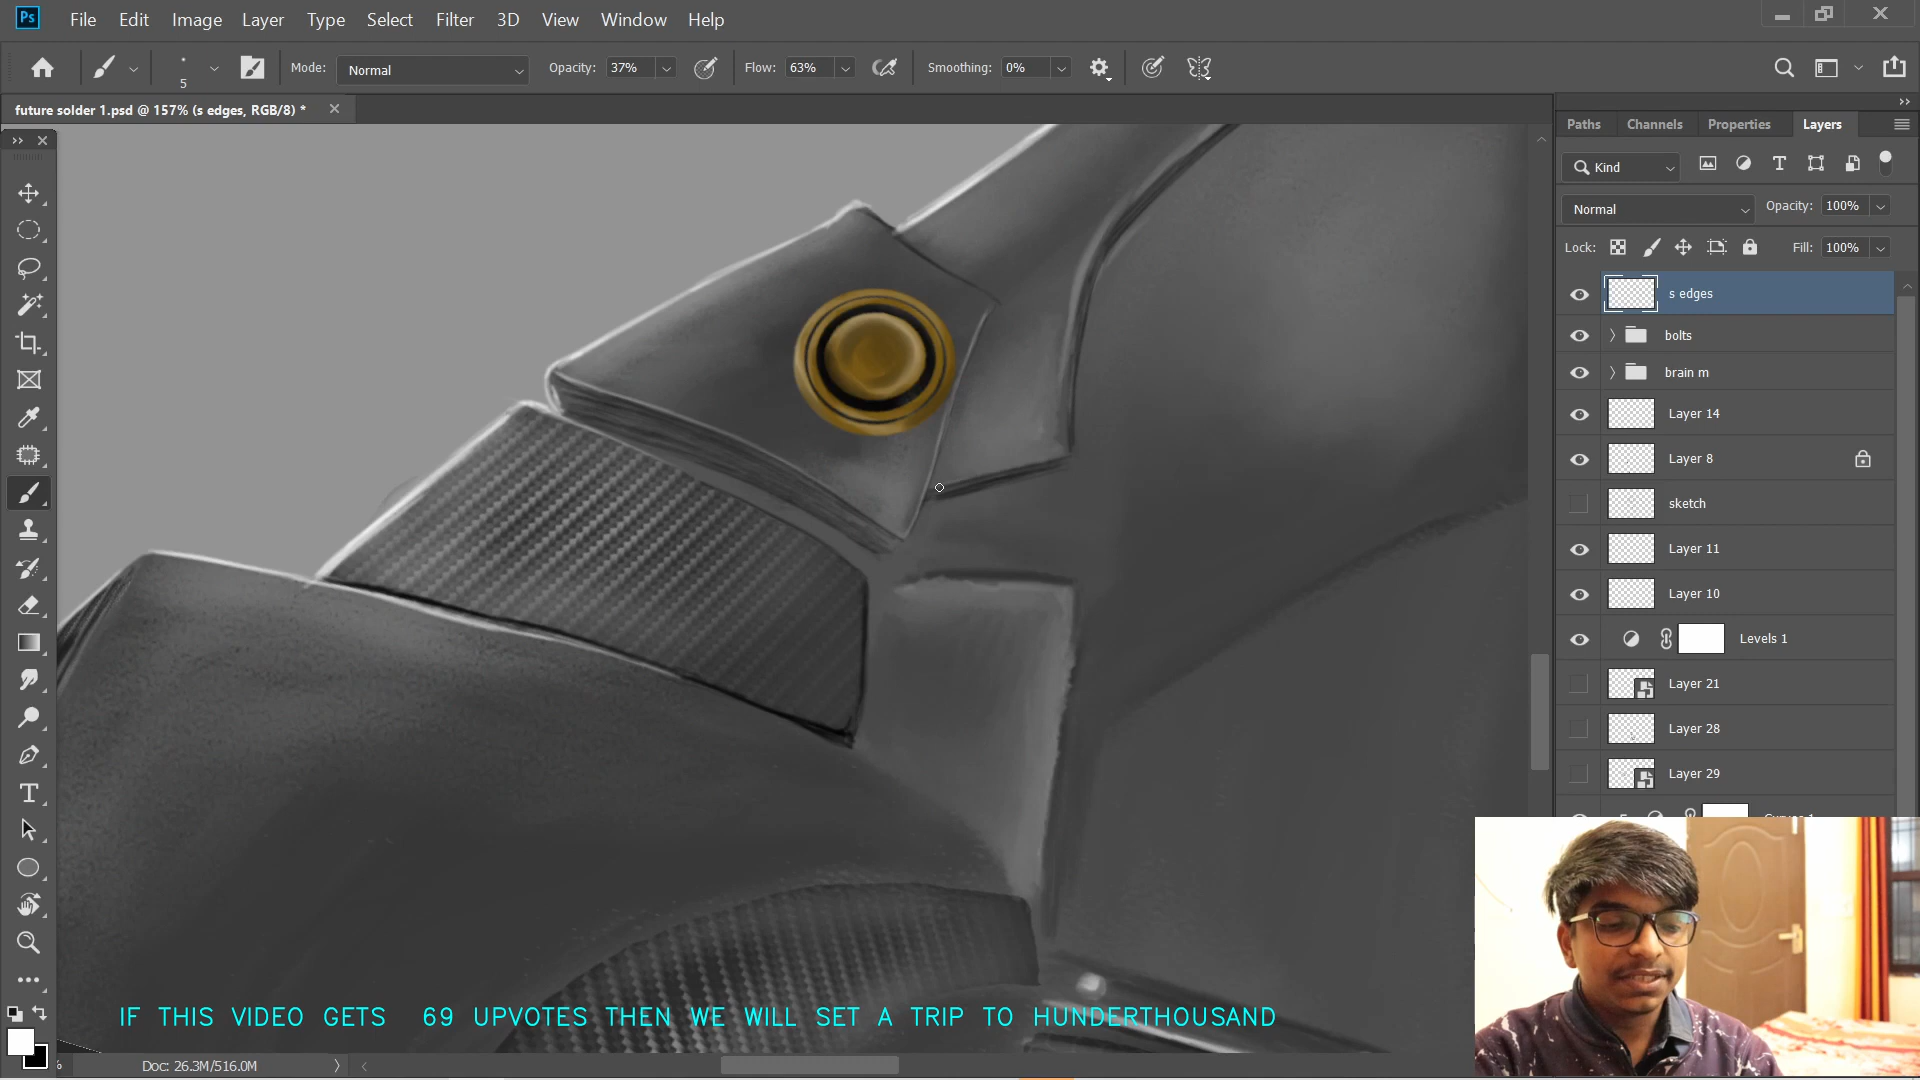 Ps File Edit Image Layer Type Select Filter 3D View Window Help
5 Mode: Normal Opacity: 37% Flow: 63% Smoothing: 0%
future solder 1.psd @ 157% (s edges, RGB/8) *
Paths Channels Properties Layers
Kind
Normal Opacity: 100%
Lock: Fill: 100%
s edges
bolts
brain m
Layer 14
Layer 8
sketch
Layer 11
Layer 10
Levels 1
Layer 21
Layer 28
Layer 29
IF THIS VIDEO GETS 69 UPVOTES THEN WE WILL SET A TRIP TO HUNDERTHOUSAND
% Doc: 26.3M/516.0M